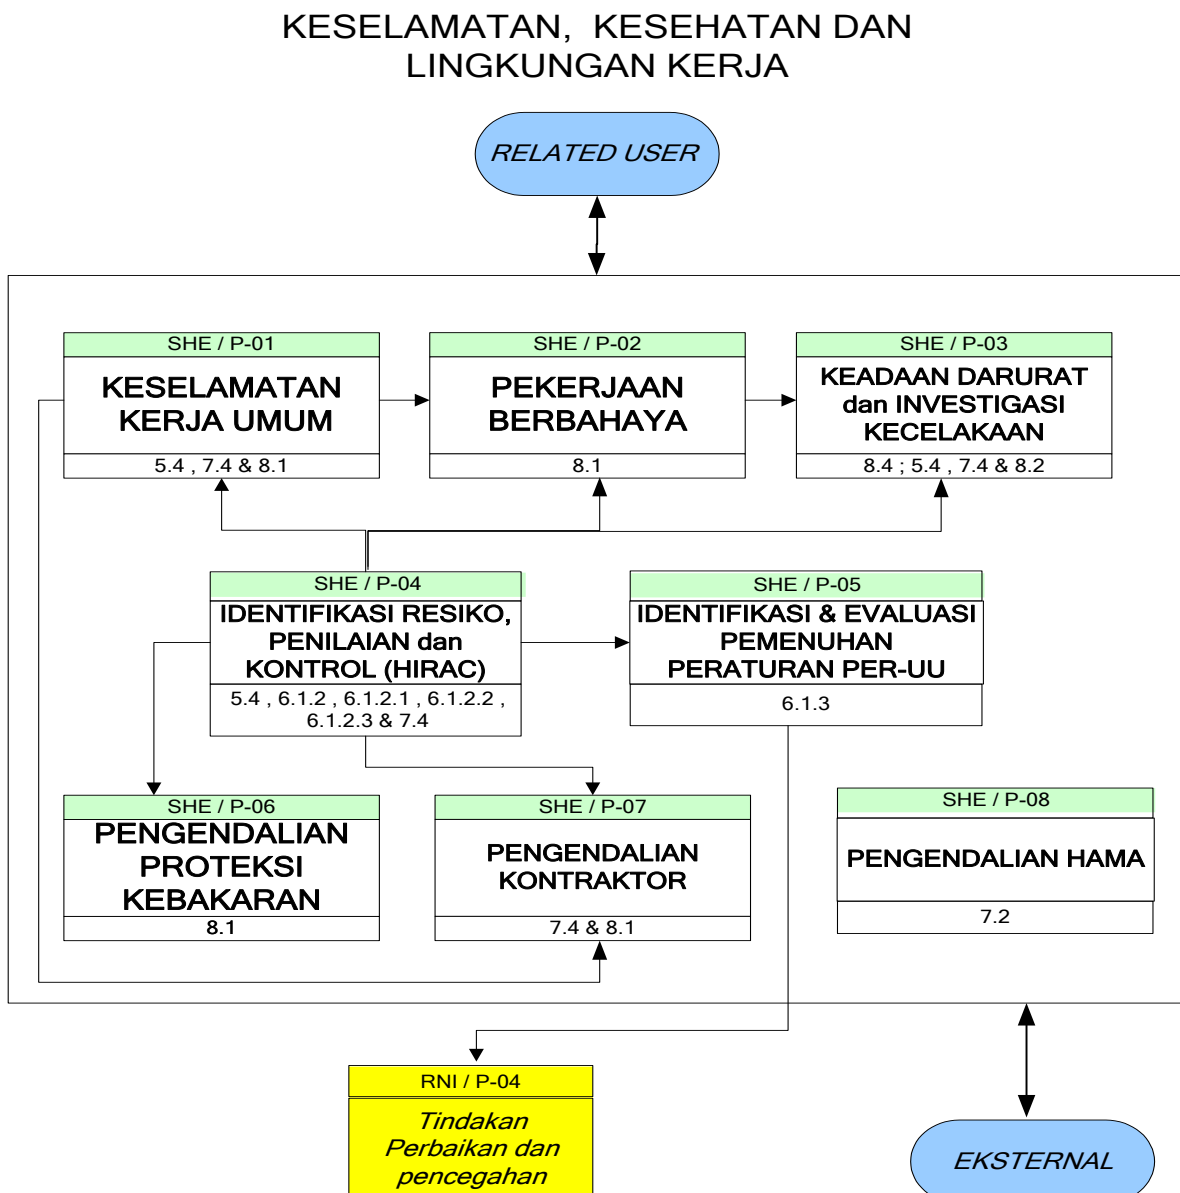 KESELAMATAN, KESEHATAN DAN
LINGKUNGAN KERJA
RELATED USER
SHE / P-01
KESELAMATAN
KERJA UMUM
5.4 , 7.4 & 8.1
SHE / P-02
PEKERJAAN
BERBAHAYA
8.1
SHE / P-03
KEADAAN DARURAT
dan INVESTIGASI
KECELAKAAN
8.4 ; 5.4 , 7.4 & 8.2
SHE / P-04
IDENTIFIKASI RESIKO,
PENILAIAN dan
KONTROL (HIRAC)
5.4 , 6.1.2 , 6.1.2.1 , 6.1.2.2 ,
6.1.2.3 & 7.4
SHE / P-05
IDENTIFIKASI & EVALUASI
PEMENUHAN
PERATURAN PER-UU
6.1.3
SHE / P-06
PENGENDALIAN
PROTEKSI
KEBAKARAN
8.1
SHE / P-07
PENGENDALIAN
KONTRAKTOR
7.4 & 8.1
SHE / P-08
PENGENDALIAN HAMA
7.2
RNI / P-04
Tindakan
Perbaikan dan
pencegahan
EKSTERNAL